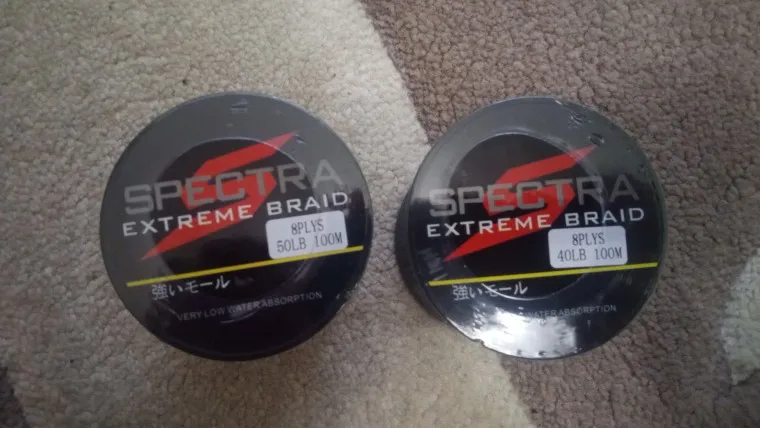 SPECTRA
EXTREME BRAID
8PLYS
50LB 100M
強いモール
VERY LOW WATER ABSORPTION
SPECTRA
EXTREME BRAID
8PLYS
40LB 100M
強いモール
WATER ABSORPTION